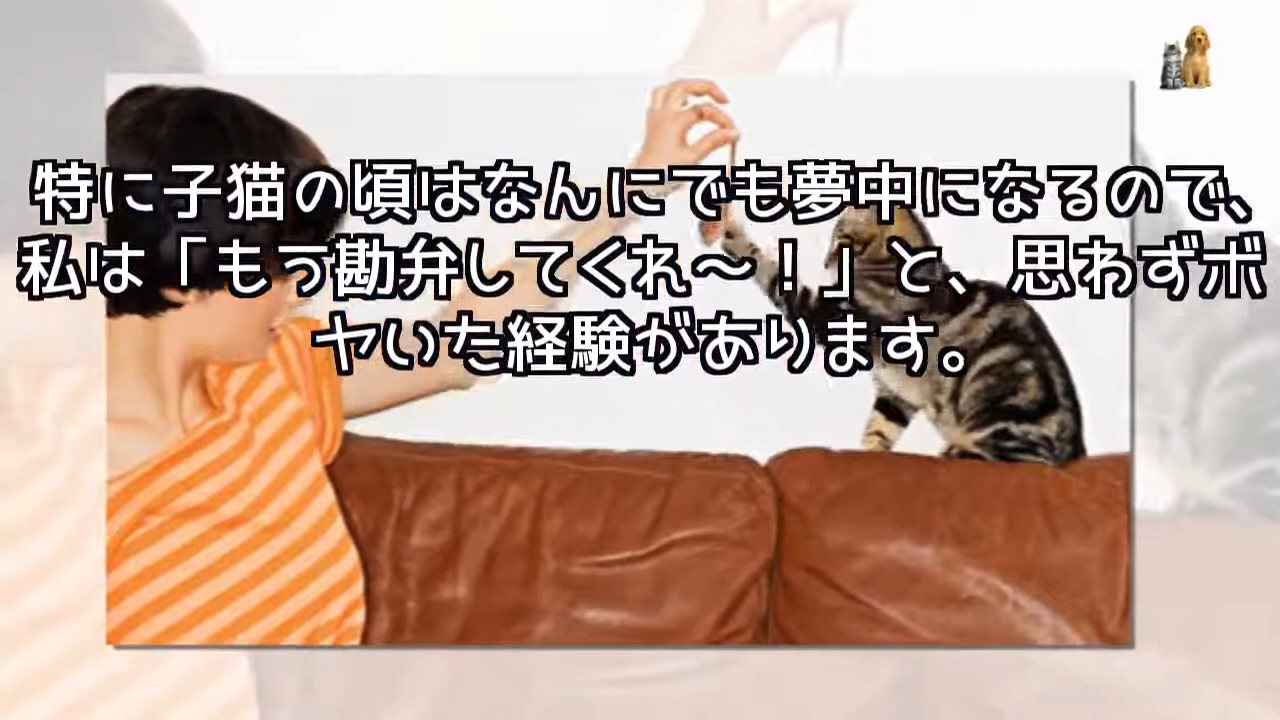 特に子猫の頃はなんにでも夢中になるので、
私は「もう勘弁してくれ～！」と、思わずボ
ヤいた経験があります。